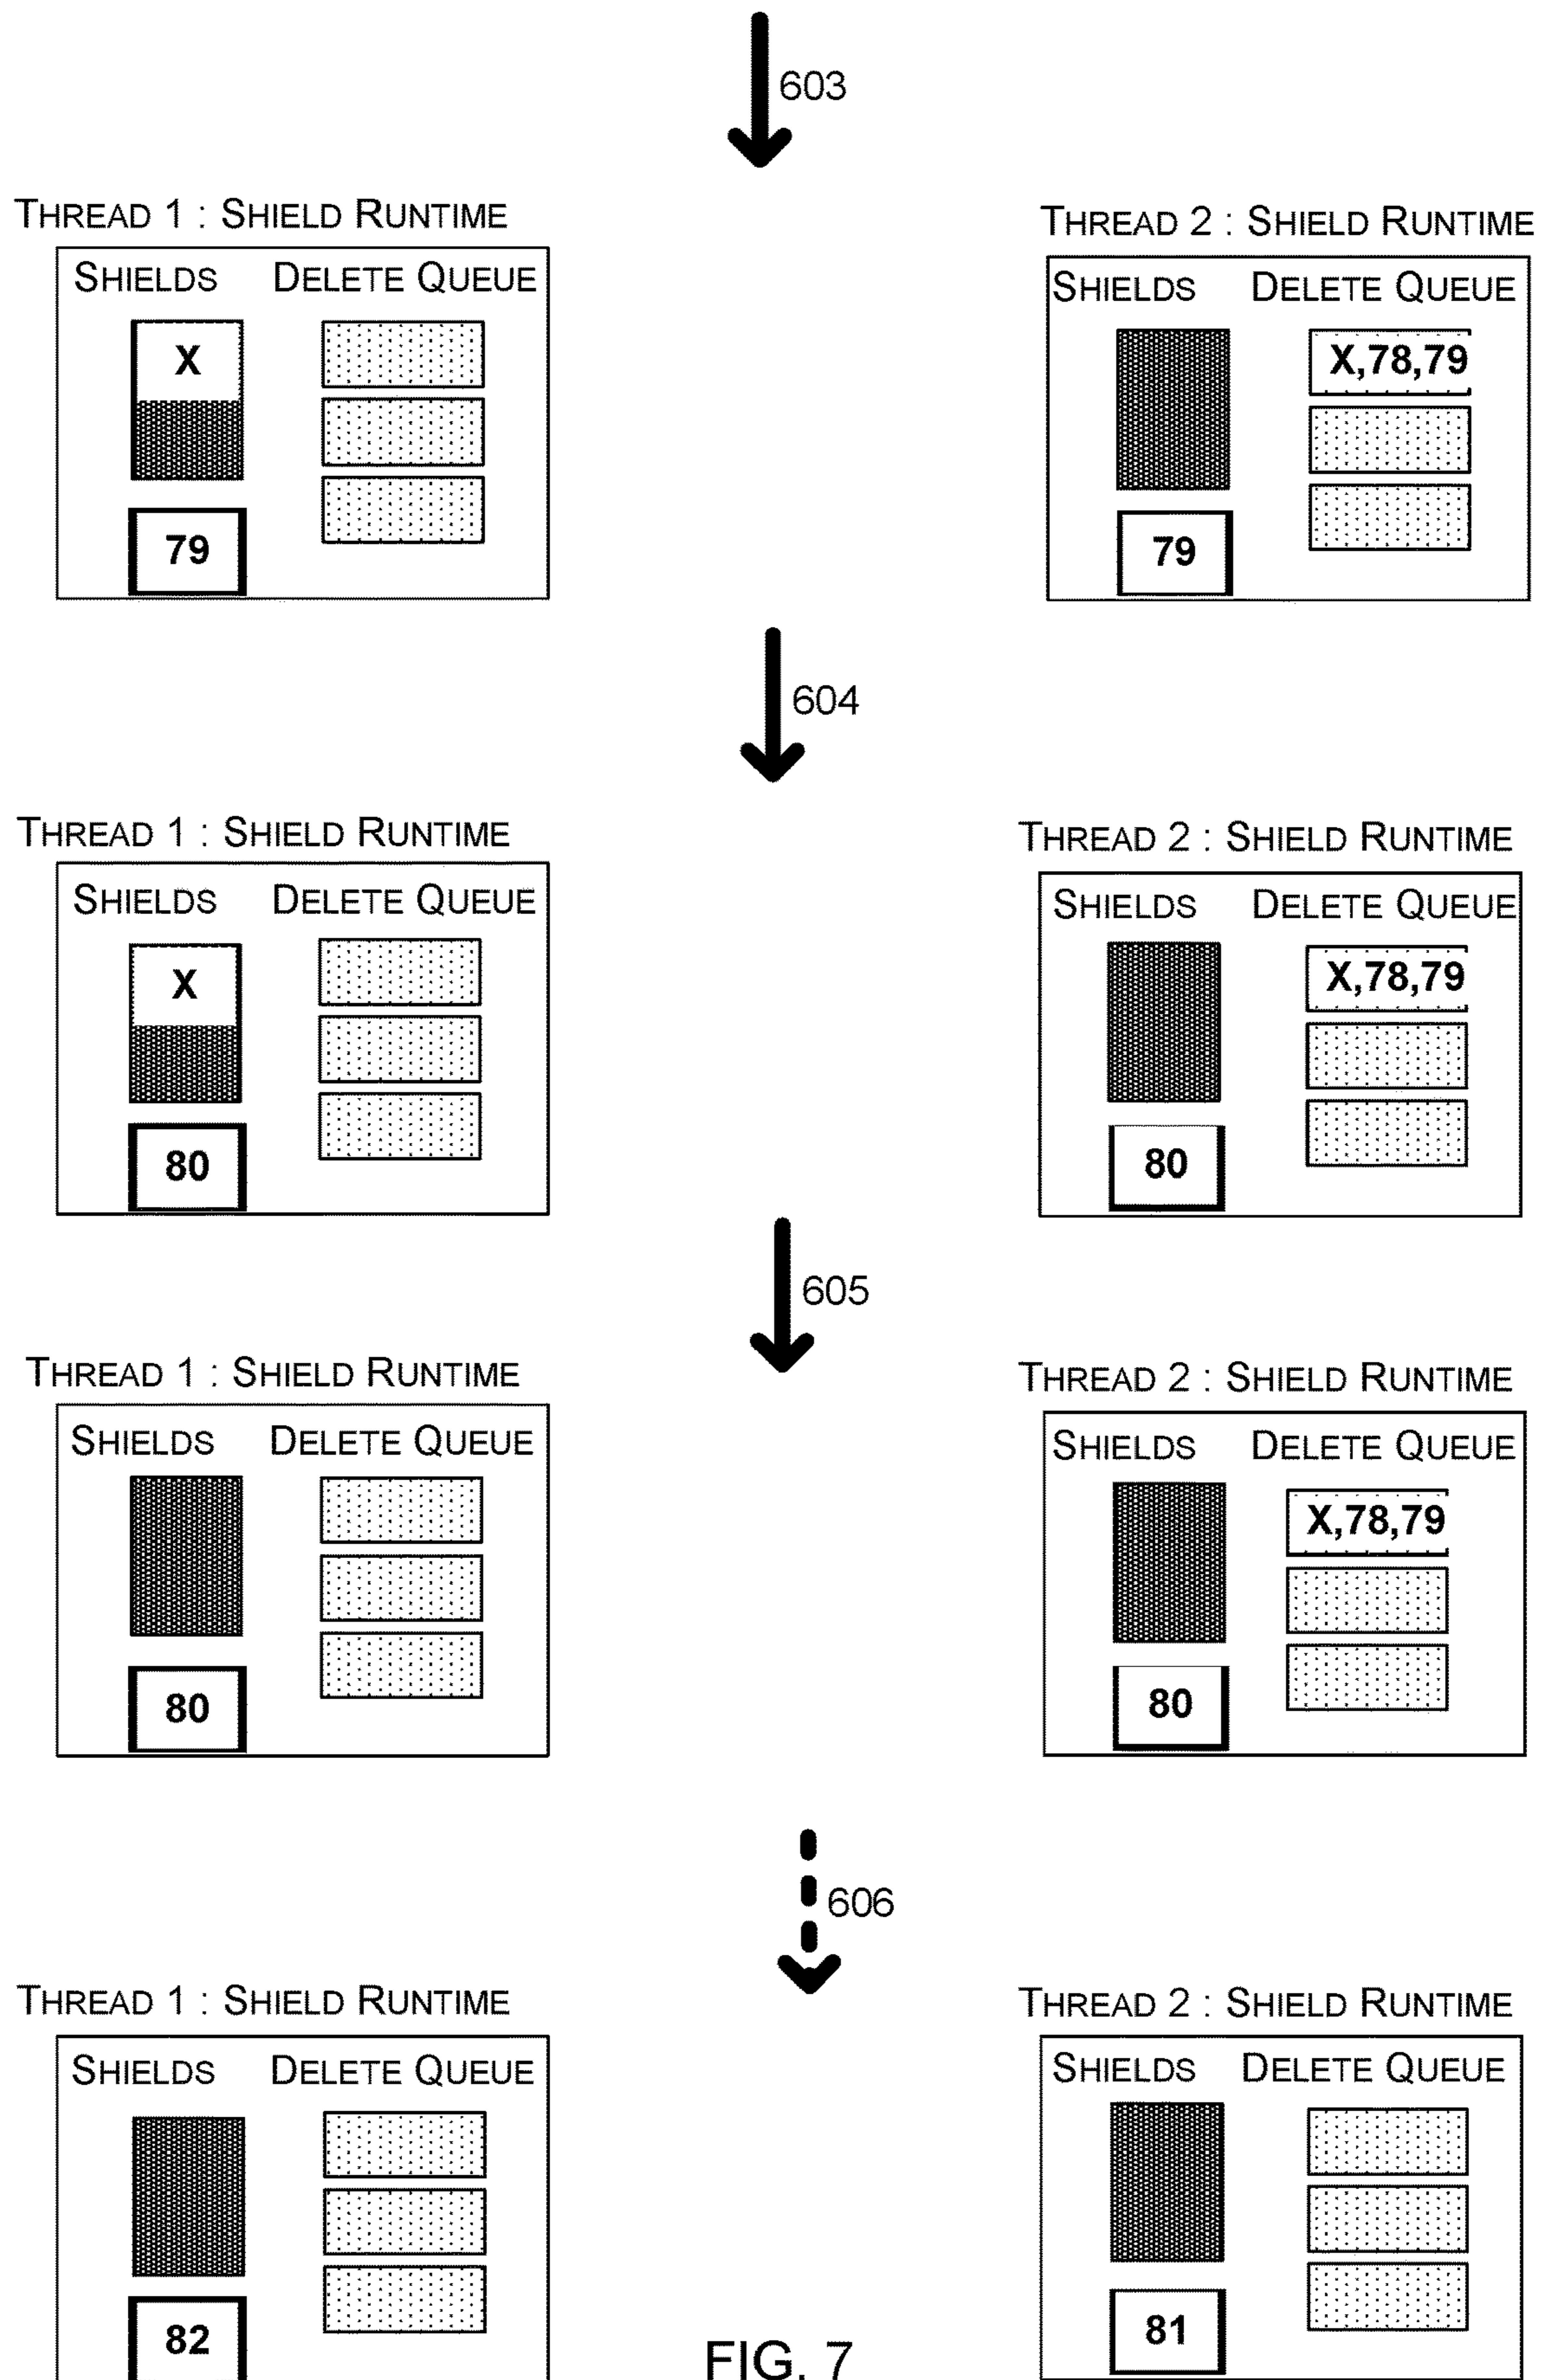 603
THREAD 1 : SHIELD RUNTIME
THREAD 2 : SHIELD RUNTIME
SHIELDS DELETE QUEUE
SHIELDS DELETE QUEUE
X
X,78,79
79
79
604
THREAD 1 : SHIELD RUNTIME
THREAD 2 : SHIELD RUNTIME
SHIELDS DELETE QUEUE
SHIELDS DELETE QUEUE
X
X,78,79
80
80
605
THREAD 1 : SHIELD RUNTIME
THREAD 2 : SHIELD RUNTIME
SHIELDS DELETE QUEUE
SHIELDS DELETE QUEUE
X,78,79
80
80
606
THREAD 1 : SHIELD RUNTIME
THREAD 2 : SHIELD RUNTIME
SHIELDS DELETE QUEUE
SHIELDS DELETE QUEUE
82
81
FIG. 7